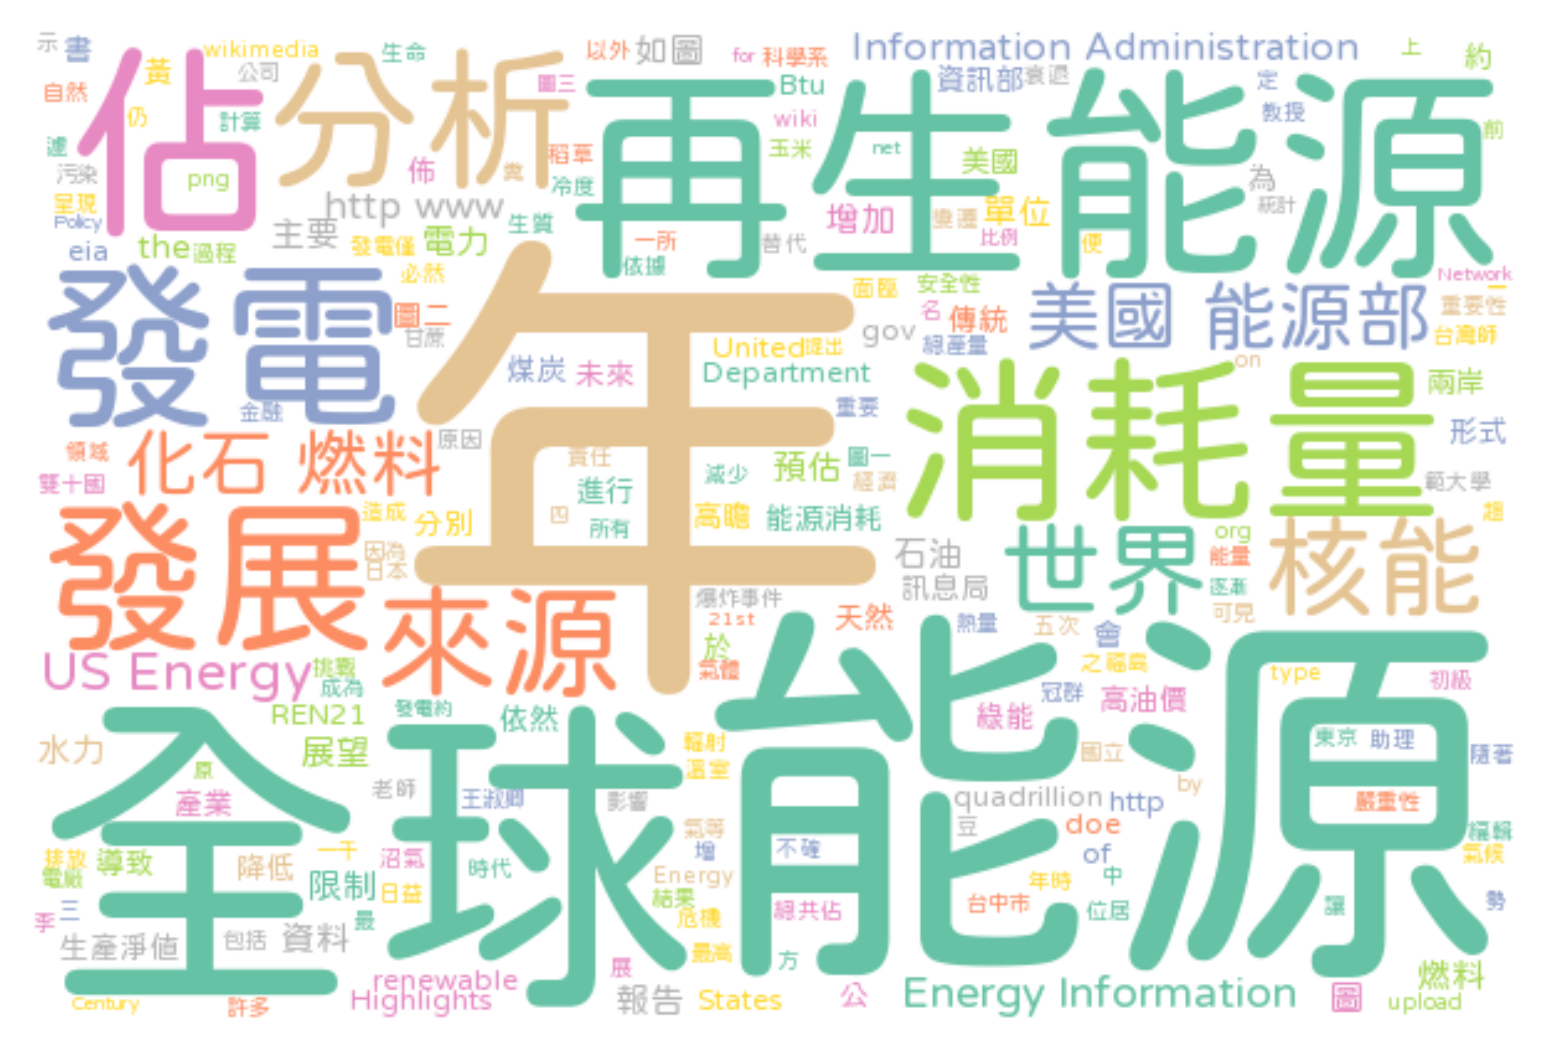 示 書 wikimedia 生命 以外 如圖 for 科學系 Information Administration 上 約
佔 分析 再生能源
黃 公司 圖三 Btu 資訊部 衰退 定
自然 仍 計算 wiki 教授 前
遽 稻草 玉米 net 美國
污染 png 佈 糞 冷度 為
呈現 http www 生質 增加 變遷 單位 統計
Policy 主要 電力 一所 替代 比例 便
eia the 過程 發電僅 依據
必然 面臨 安全性 Network
發電 年 美國 能源部
圖二 名 傳統 重要性
甘蔗 gov 總產量 台灣師
煤炭 未來 United 提出 on
Department 消耗量 兩岸
金融 重要
領域 化石 燃料 原因 責任 預估 圖一 形式
雙十國 進行 減少 經濟 範大學
發展 造成 分別 四 所有 高瞻 能源消耗 趨
因為 石油 世界 org 核能
日本 訊息局 能量
來源 爆炸事件 逐漸
21st 天然 熱量 五次 會 可見
US Energy 挑戰 於 氣體 之福島 type 初級
成為 冠群 高油價
REN21 發電約 依然 綠能
全球能源
水力 展望 輻射 國立 東京 助理 隨著
原 溫室
產業 老師 王淑卿 影響 quadrillion http by 嚴重性
豆 doe
排放 導致 一千 沼氣 時代 氣等 增 不確 of 編輯
電廠 降低 Energy 中 氣候
限制 日益 結果 年時
季 三 最 危機 總共佔 台中市 位居 讓 勢
生產淨值 包括 資料 最高 方
展 燃料
renewable
Century 許多 Highlights 報告 States 公 Energy Information 圖 upload